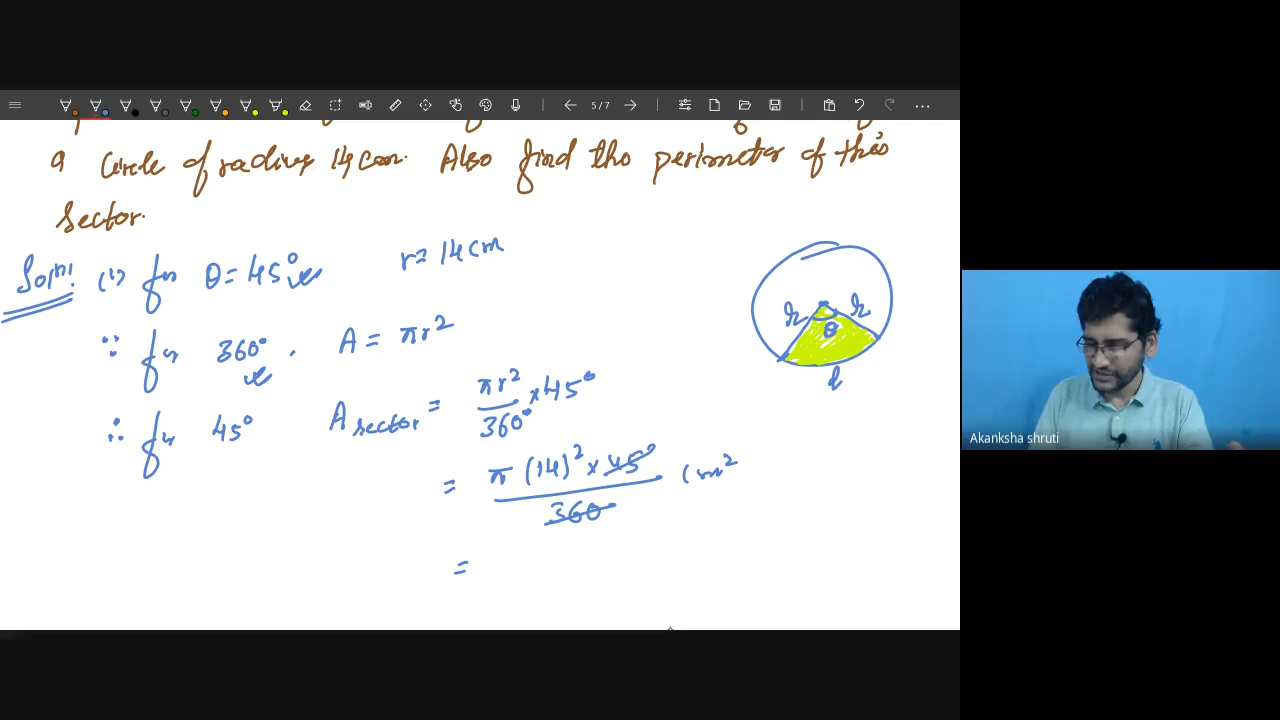 5 / 7
a Circle of radius 14 cm. Also find the perimeter of this
sector.
Soln: (i) for θ = 45° r = 14 cm
∵ for 360°, A = πr²
∴ for 45° A sector = πr²/360° × 45°
= π (14)² × 45°/360 cm²
=
r r
θ
l
Akanksha shruti